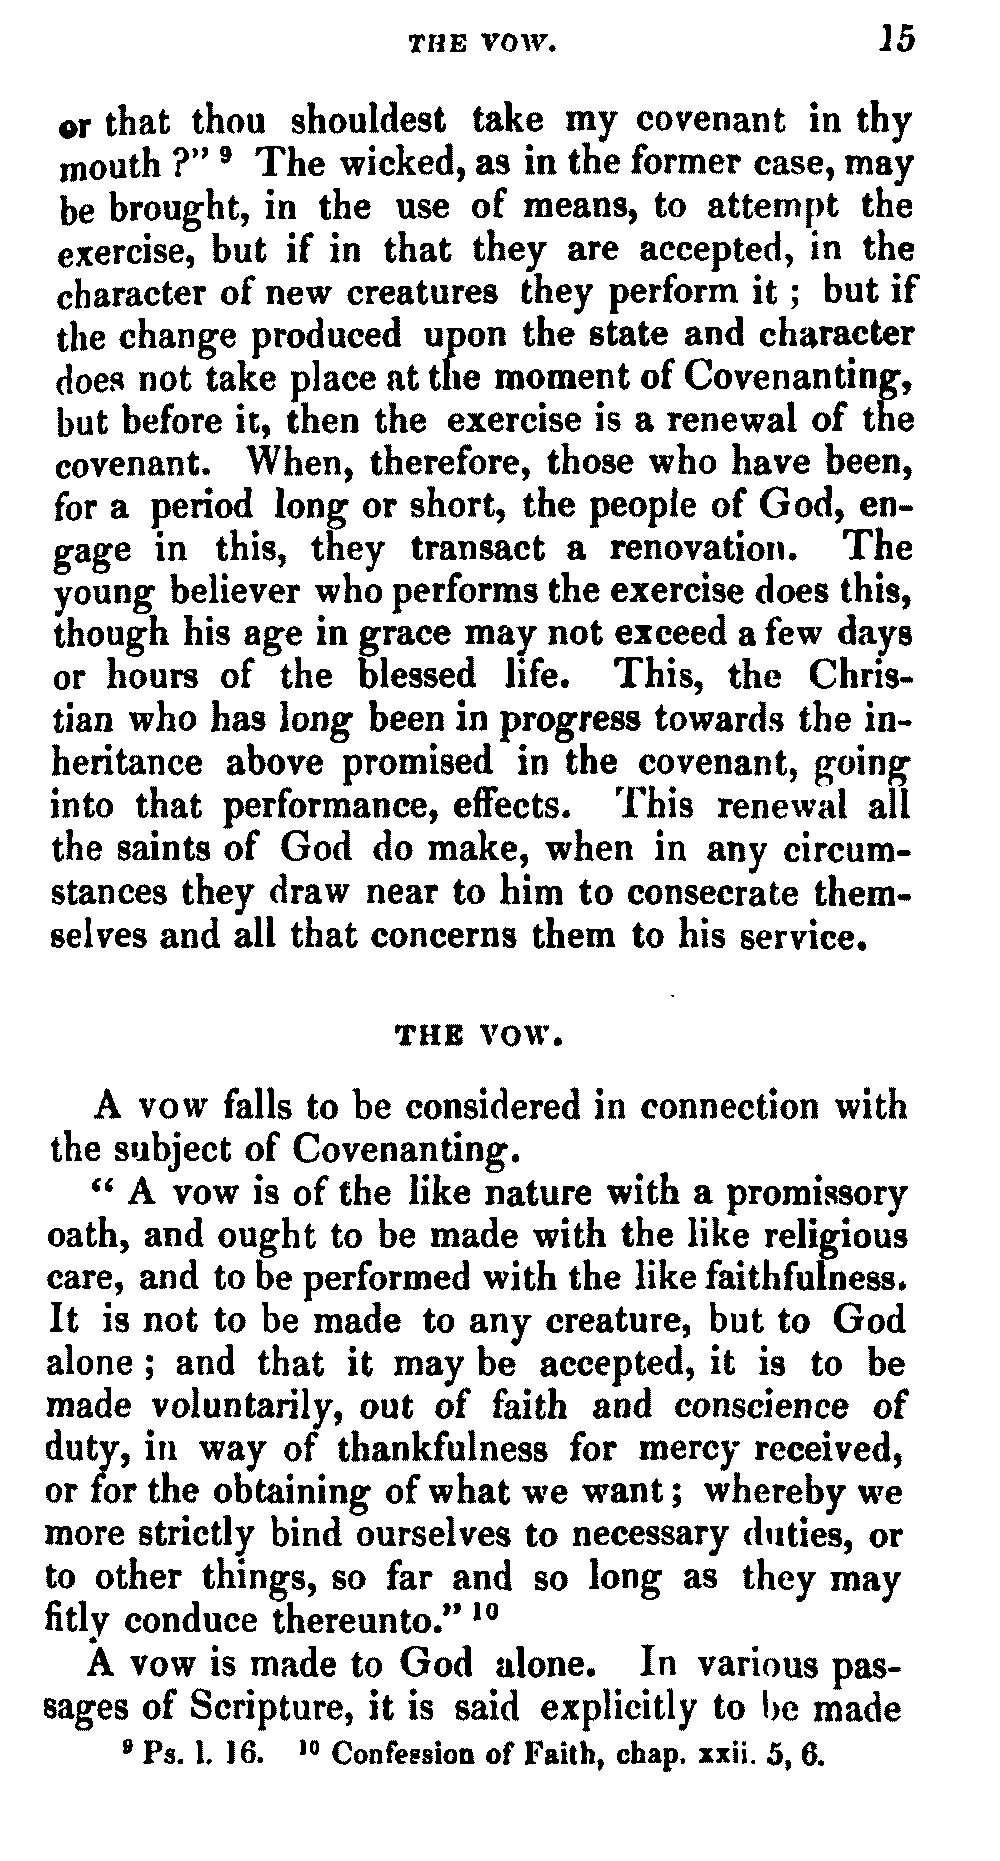 THE VOW. 15
or that thou shouldest take my covenant in thy
mouth ?" ⁹ The wicked, as in the former case, may
be brought, in the use of means, to attempt the
exercise, but if in that they are accepted, in the
character of new creatures they perform it ; but if
the change produced upon the state and character
does not take place at the moment of Covenanting,
but before it, then the exercise is a renewal of the
covenant. When, therefore, those who have been,
for a period long or short, the people of God, en-
gage in this, they transact a renovation. The
young believer who performs the exercise does this,
though his age in grace may not exceed a few days
or hours of the blessed life. This, the Chris-
tian who has long been in progress towards the in-
heritance above promised in the covenant, going
into that performance, effects. This renewal all
the saints of God do make, when in any circum-
stances they draw near to him to consecrate them-
selves and all that concerns them to his service.
THE VOW.
A vow falls to be considered in connection with
the subject of Covenanting.
“ A vow is of the like nature with a promissory
oath, and ought to be made with the like religious
care, and to be performed with the like faithfulness.
It is not to be made to any creature, but to God
alone ; and that it may be accepted, it is to be
made voluntarily, out of faith and conscience of
duty, in way of thankfulness for mercy received,
or for the obtaining of what we want ; whereby we
more strictly bind ourselves to necessary duties, or
to other things, so far and so long as they may
fitly conduce thereunto.” ¹⁰
A vow is made to God alone. In various pas-
sages of Scripture, it is said explicitly to be made
⁹ Ps. l. 16. ¹⁰ Confession of Faith, chap. xxii. 5, 6.